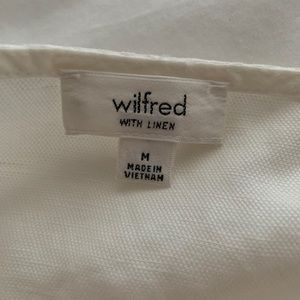 wilfred
WITH LINEN
M
MADE IN
VIETNAM